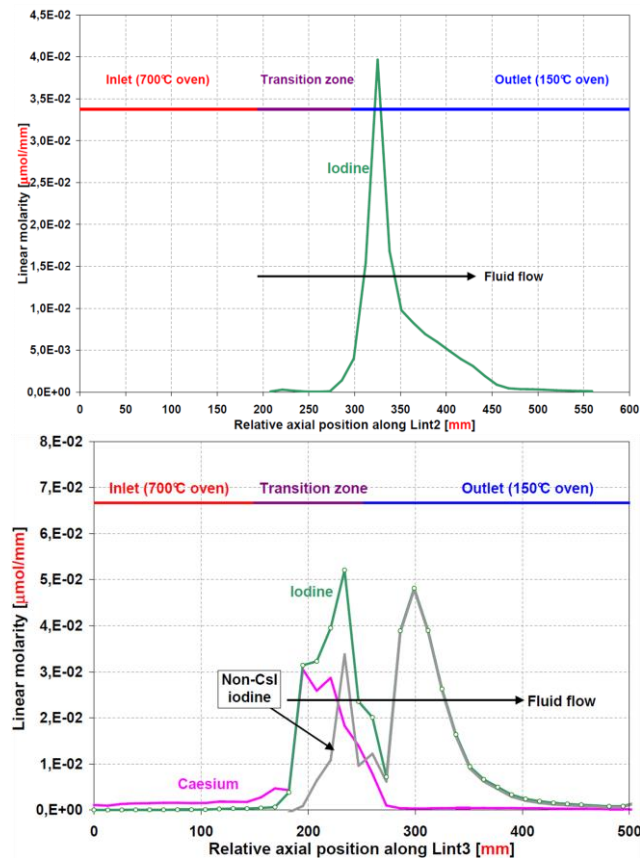 4,5E-02
Inlet (700°C oven) Transition zone Outlet (150°C oven)
4,0E-02
3,5E-02
3,0E-02
Iodine
2,5E-02
2,0E-02
1,5E-02
Fluid flow
1,0E-02
5,0E-03
0,0E+00
0 50 100 150 200 250 300 350 400 450 500 550 600
Linear molarity [µmol/mm]
Relative axial position along Lint2 [mm]
8,E-02
Inlet (700°C oven) Transition zone Outlet (150°C oven)
7,E-02
6,E-02
5,E-02
Iodine
4,E-02
3,E-02
Non-CsI
iodine
Fluid flow
2,E-02
1,E-02
Caesium
0,E+00
0 100 200 300 400 500
Linear molarity [µmol/mm]
Relative axial position along Lint3 [mm]